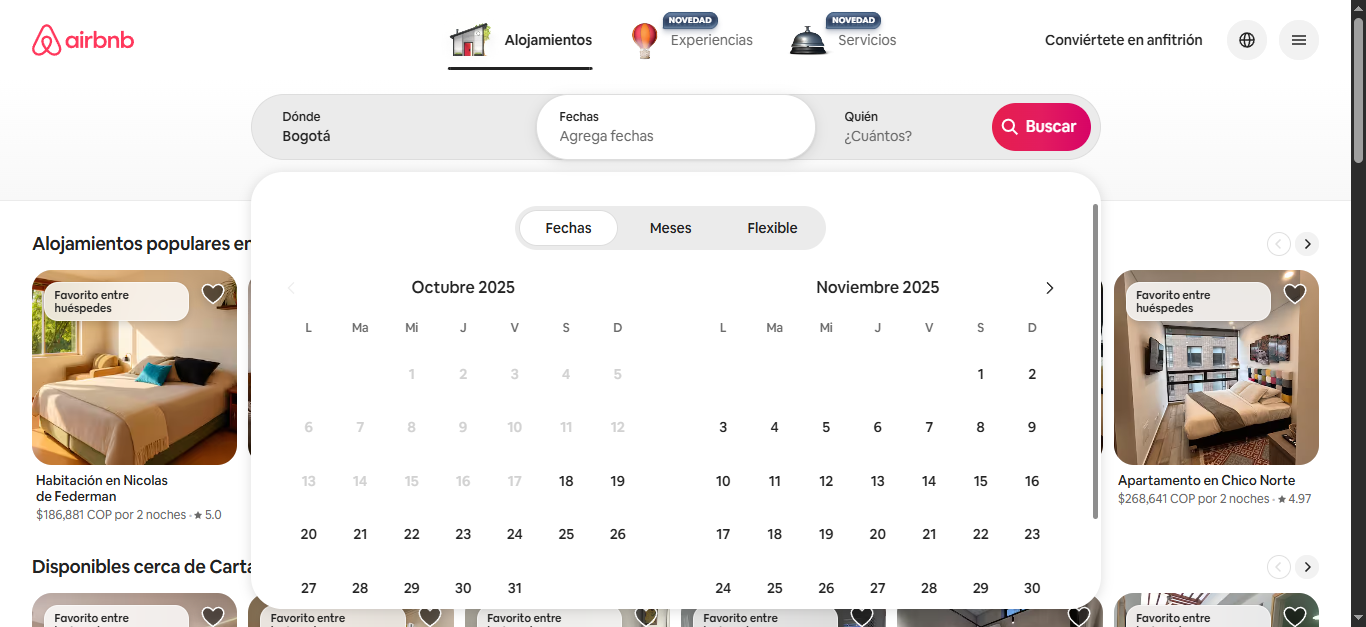 airbnb
Alojamientos
NOVEDAD
Experiencias
NOVEDAD
Servicios
Conviértete en anfitrión
Dónde
Bogotá
Fechas
Agrega fechas
Quién
¿Cuántos?
Buscar
Fechas Meses Flexible
Octubre 2025
L Ma Mi J V S D
1 2 3 4 5
6 7 8 9 10 11 12
13 14 15 16 17 18 19
20 21 22 23 24 25 26
27 28 29 30 31
Noviembre 2025
L Ma Mi J V S D
1 2
3 4 5 6 7 8 9
10 11 12 13 14 15 16
17 18 19 20 21 22 23
24 25 26 27 28 29 30
Alojamientos populares en
Favorito entre
huéspedes
Habitación en Nicolas
de Federman
$186,881 COP por 2 noches · ★ 5.0
Favorito entre
huéspedes
Apartamento en Chico Norte
$268,641 COP por 2 noches · ★ 4.97
Disponibles cerca de Carta
Favorito entre
Favorito entre
Favorito entre
Favorito entre
Favorito entre